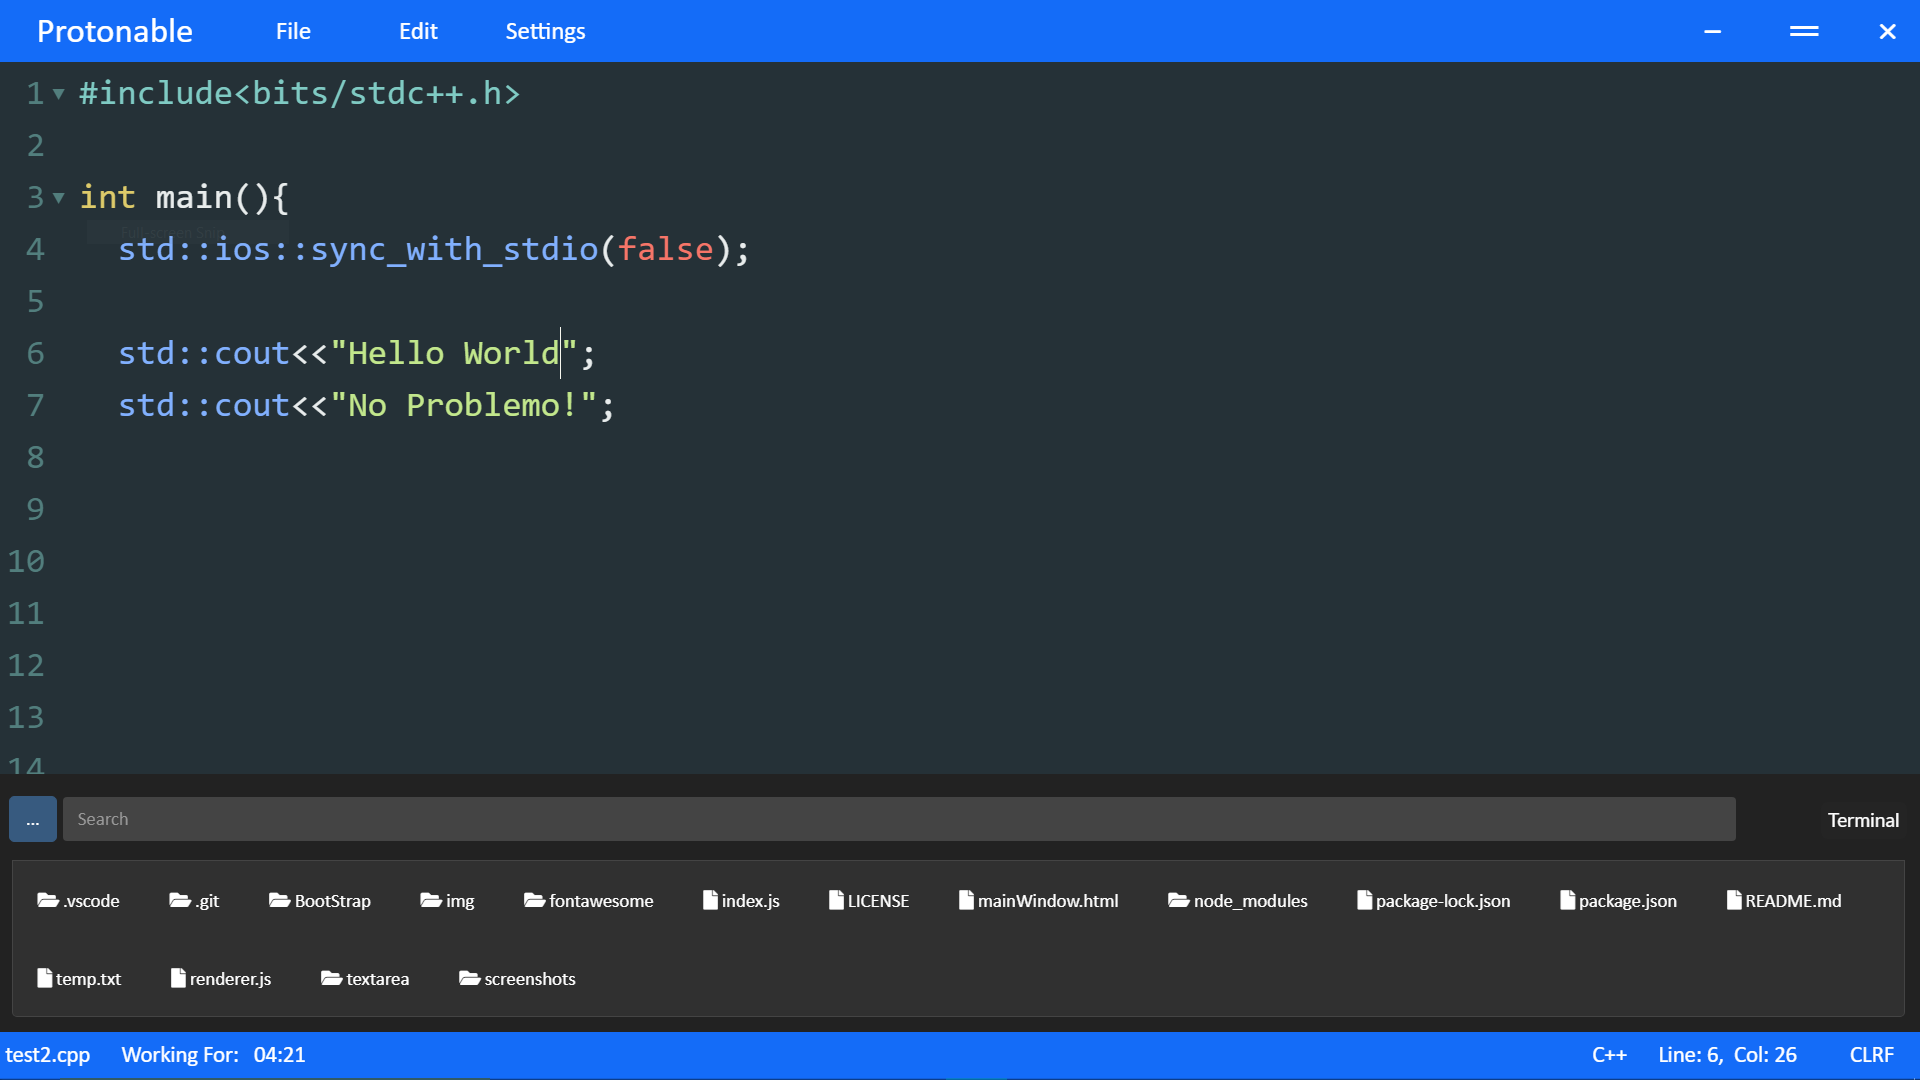 Protonable File Edit Settings
1 #include<bits/stdc++.h>
2
3 int main(){
4 std::ios::sync_with_stdio(false);
5
6 std::cout<<"Hello World";
7 std::cout<<"No Problemo!";
8
9
10
11
12
13
14
... Search Terminal
.vscode .git BootStrap img fontawesome index.js LICENSE mainWindow.html node_modules package-lock.json package.json README.md
temp.txt renderer.js textarea screenshots
test2.cpp Working For: 04:21 C++ Line: 6, Col: 26 CLRF